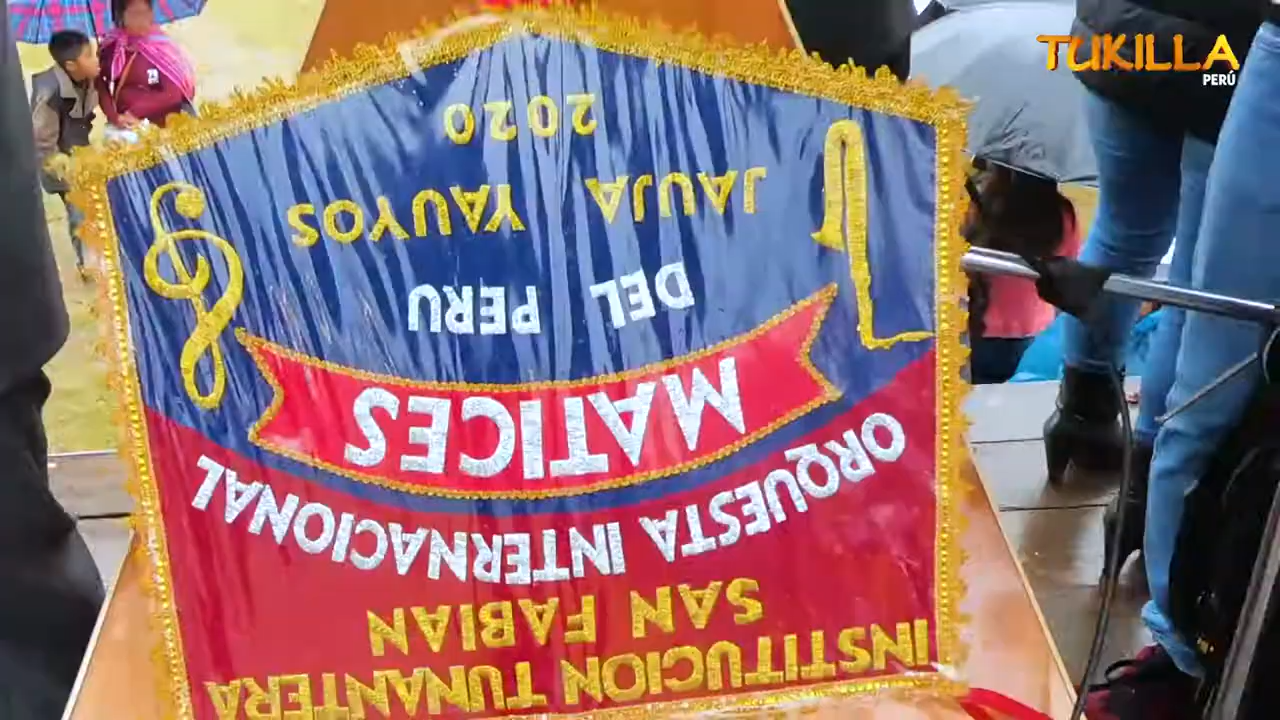 INSTITUCION TUNANTERA
SAN FABIAN
ORQUESTA INTERNACIONAL
MATICES
DEL PERU
JAUJA YAUYOS
2020
TUKILLA
PERÚ